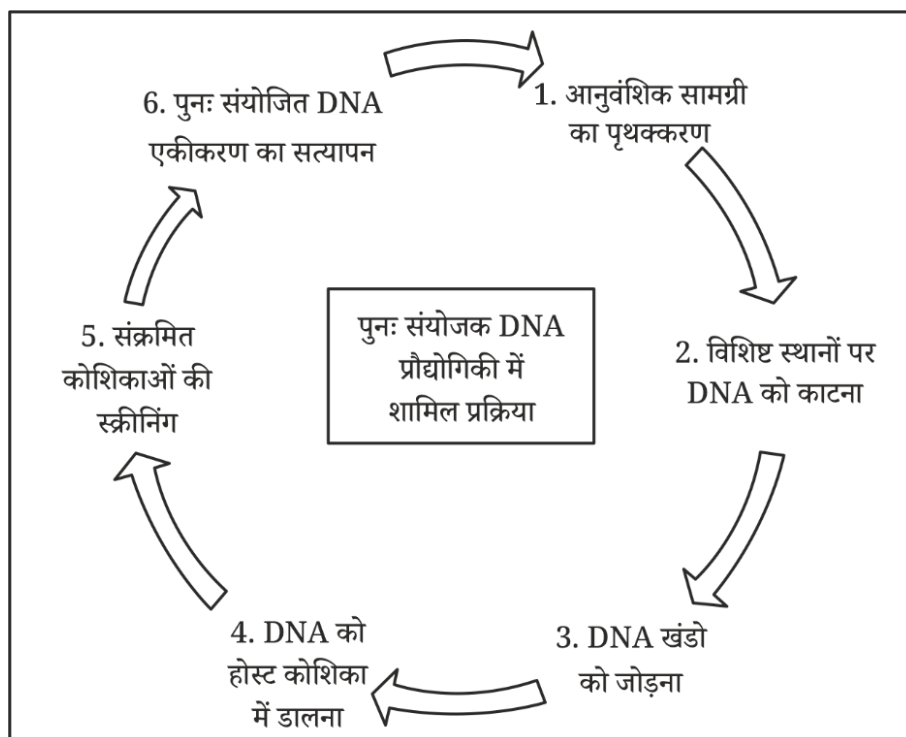 1. आनुवंशिक सामग्री
का पृथक्करण
2. विशिष्ट स्थानों पर
DNA को काटना
3. DNA खंडो
को जोड़ना
4. DNA को
होस्ट कोशिका
में डालना
5. संक्रमित
कोशिकाओं की
स्क्रीनिंग
6. पुनः संयोजित DNA
एकीकरण का सत्यापन
पुनः संयोजक DNA
प्रौद्योगिकी में
शामिल प्रक्रिया